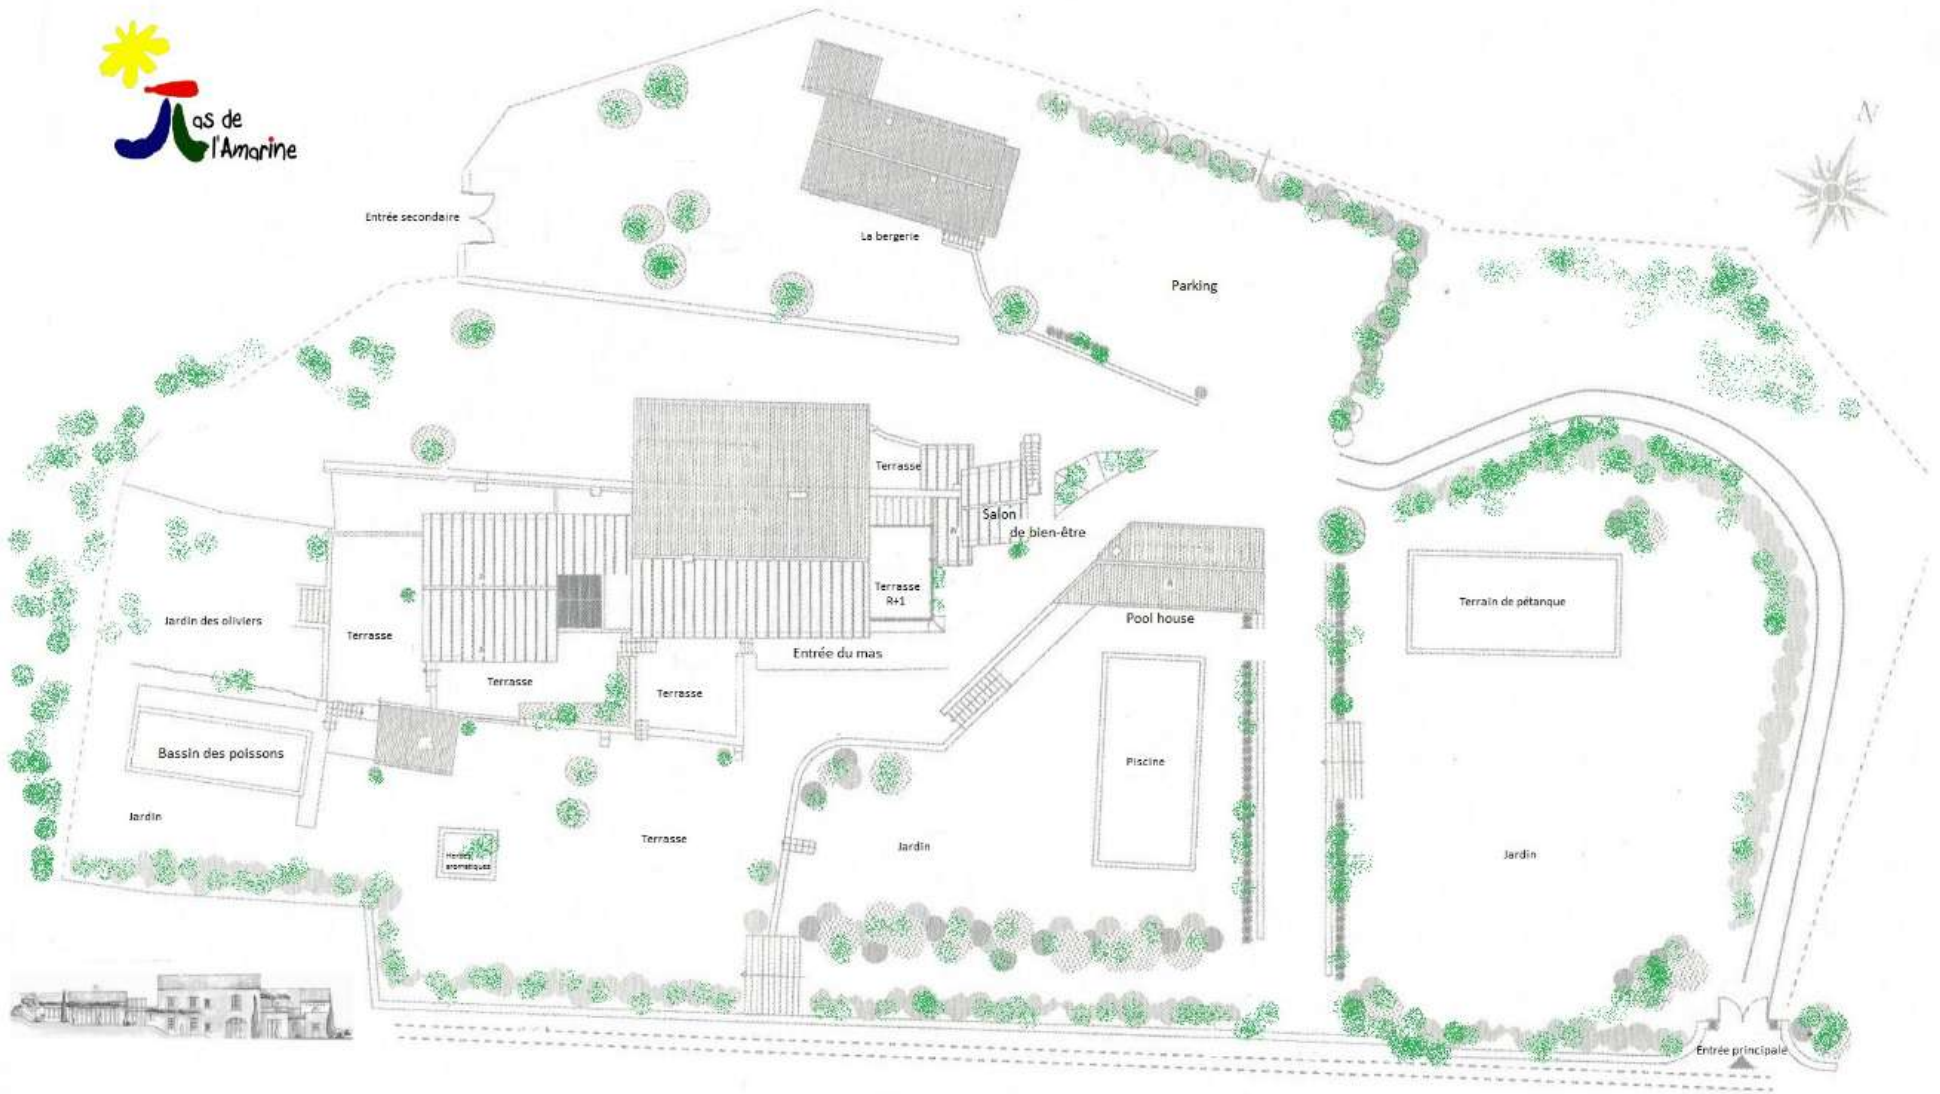 Mas de
l'Amarine
N
Entrée secondaire
La bergerie
Parking
Terrasse
Salon
de bien-être
Terrasse
R+1
Terrain de pétanque
Jardin des oliviers
Terrasse
Pool house
Entrée du mas
Terrasse
Terrasse
Bassin des poissons
Piscine
Jardin
Terrasse
Jardin
Jardin
Herbes
aromatiques
Entrée principale